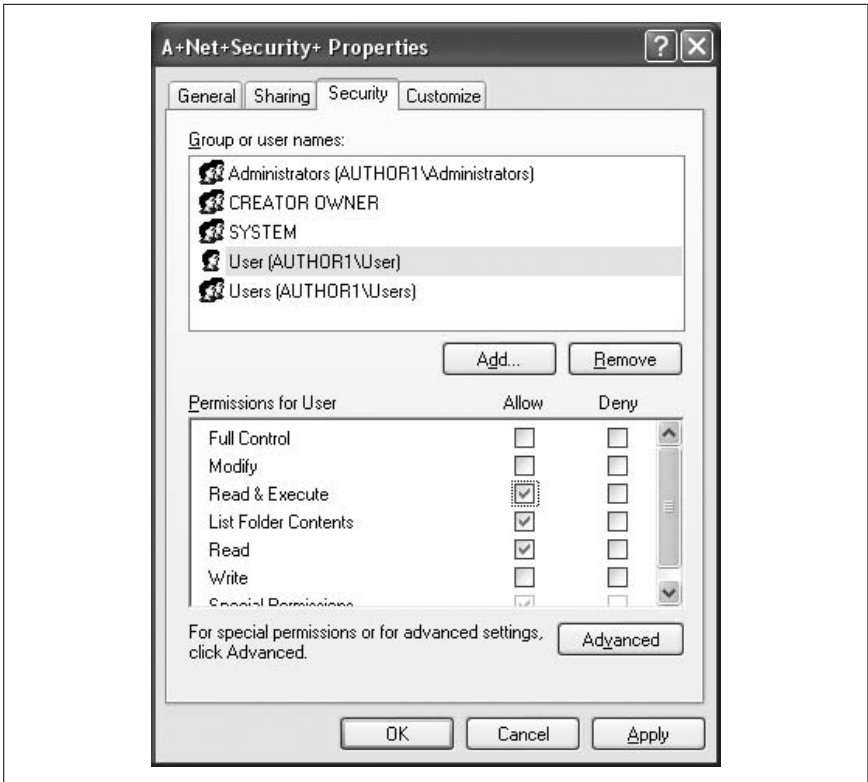 A+Net+Security+ Properties
General Sharing Security Customize
Group or user names:
Administrators (AUTHOR1\Administrators)
CREATOR OWNER
SYSTEM
User (AUTHOR1\User)
Users (AUTHOR1\Users)
Add... Remove
Permissions for User Allow Deny
Full Control
Modify
Read & Execute
List Folder Contents
Read
Write
Special Permissions
For special permissions or for advanced settings,
click Advanced.
Advanced
OK Cancel Apply